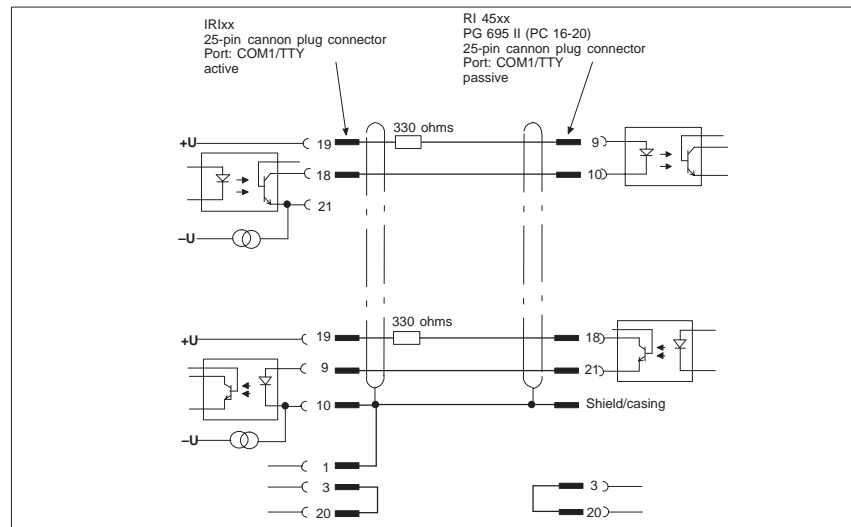 IRIxx
25-pin cannon plug connector
Port: COM1/TTY
active
RI 45xx
PG 695 II (PC 16-20)
25-pin cannon plug connector
Port: COM1/TTY
passive
330 ohms
+U
19
9
18
10
21
–U
330 ohms
+U
19
18
9
21
10
Shield/casing
–U
1
3
3
20
20